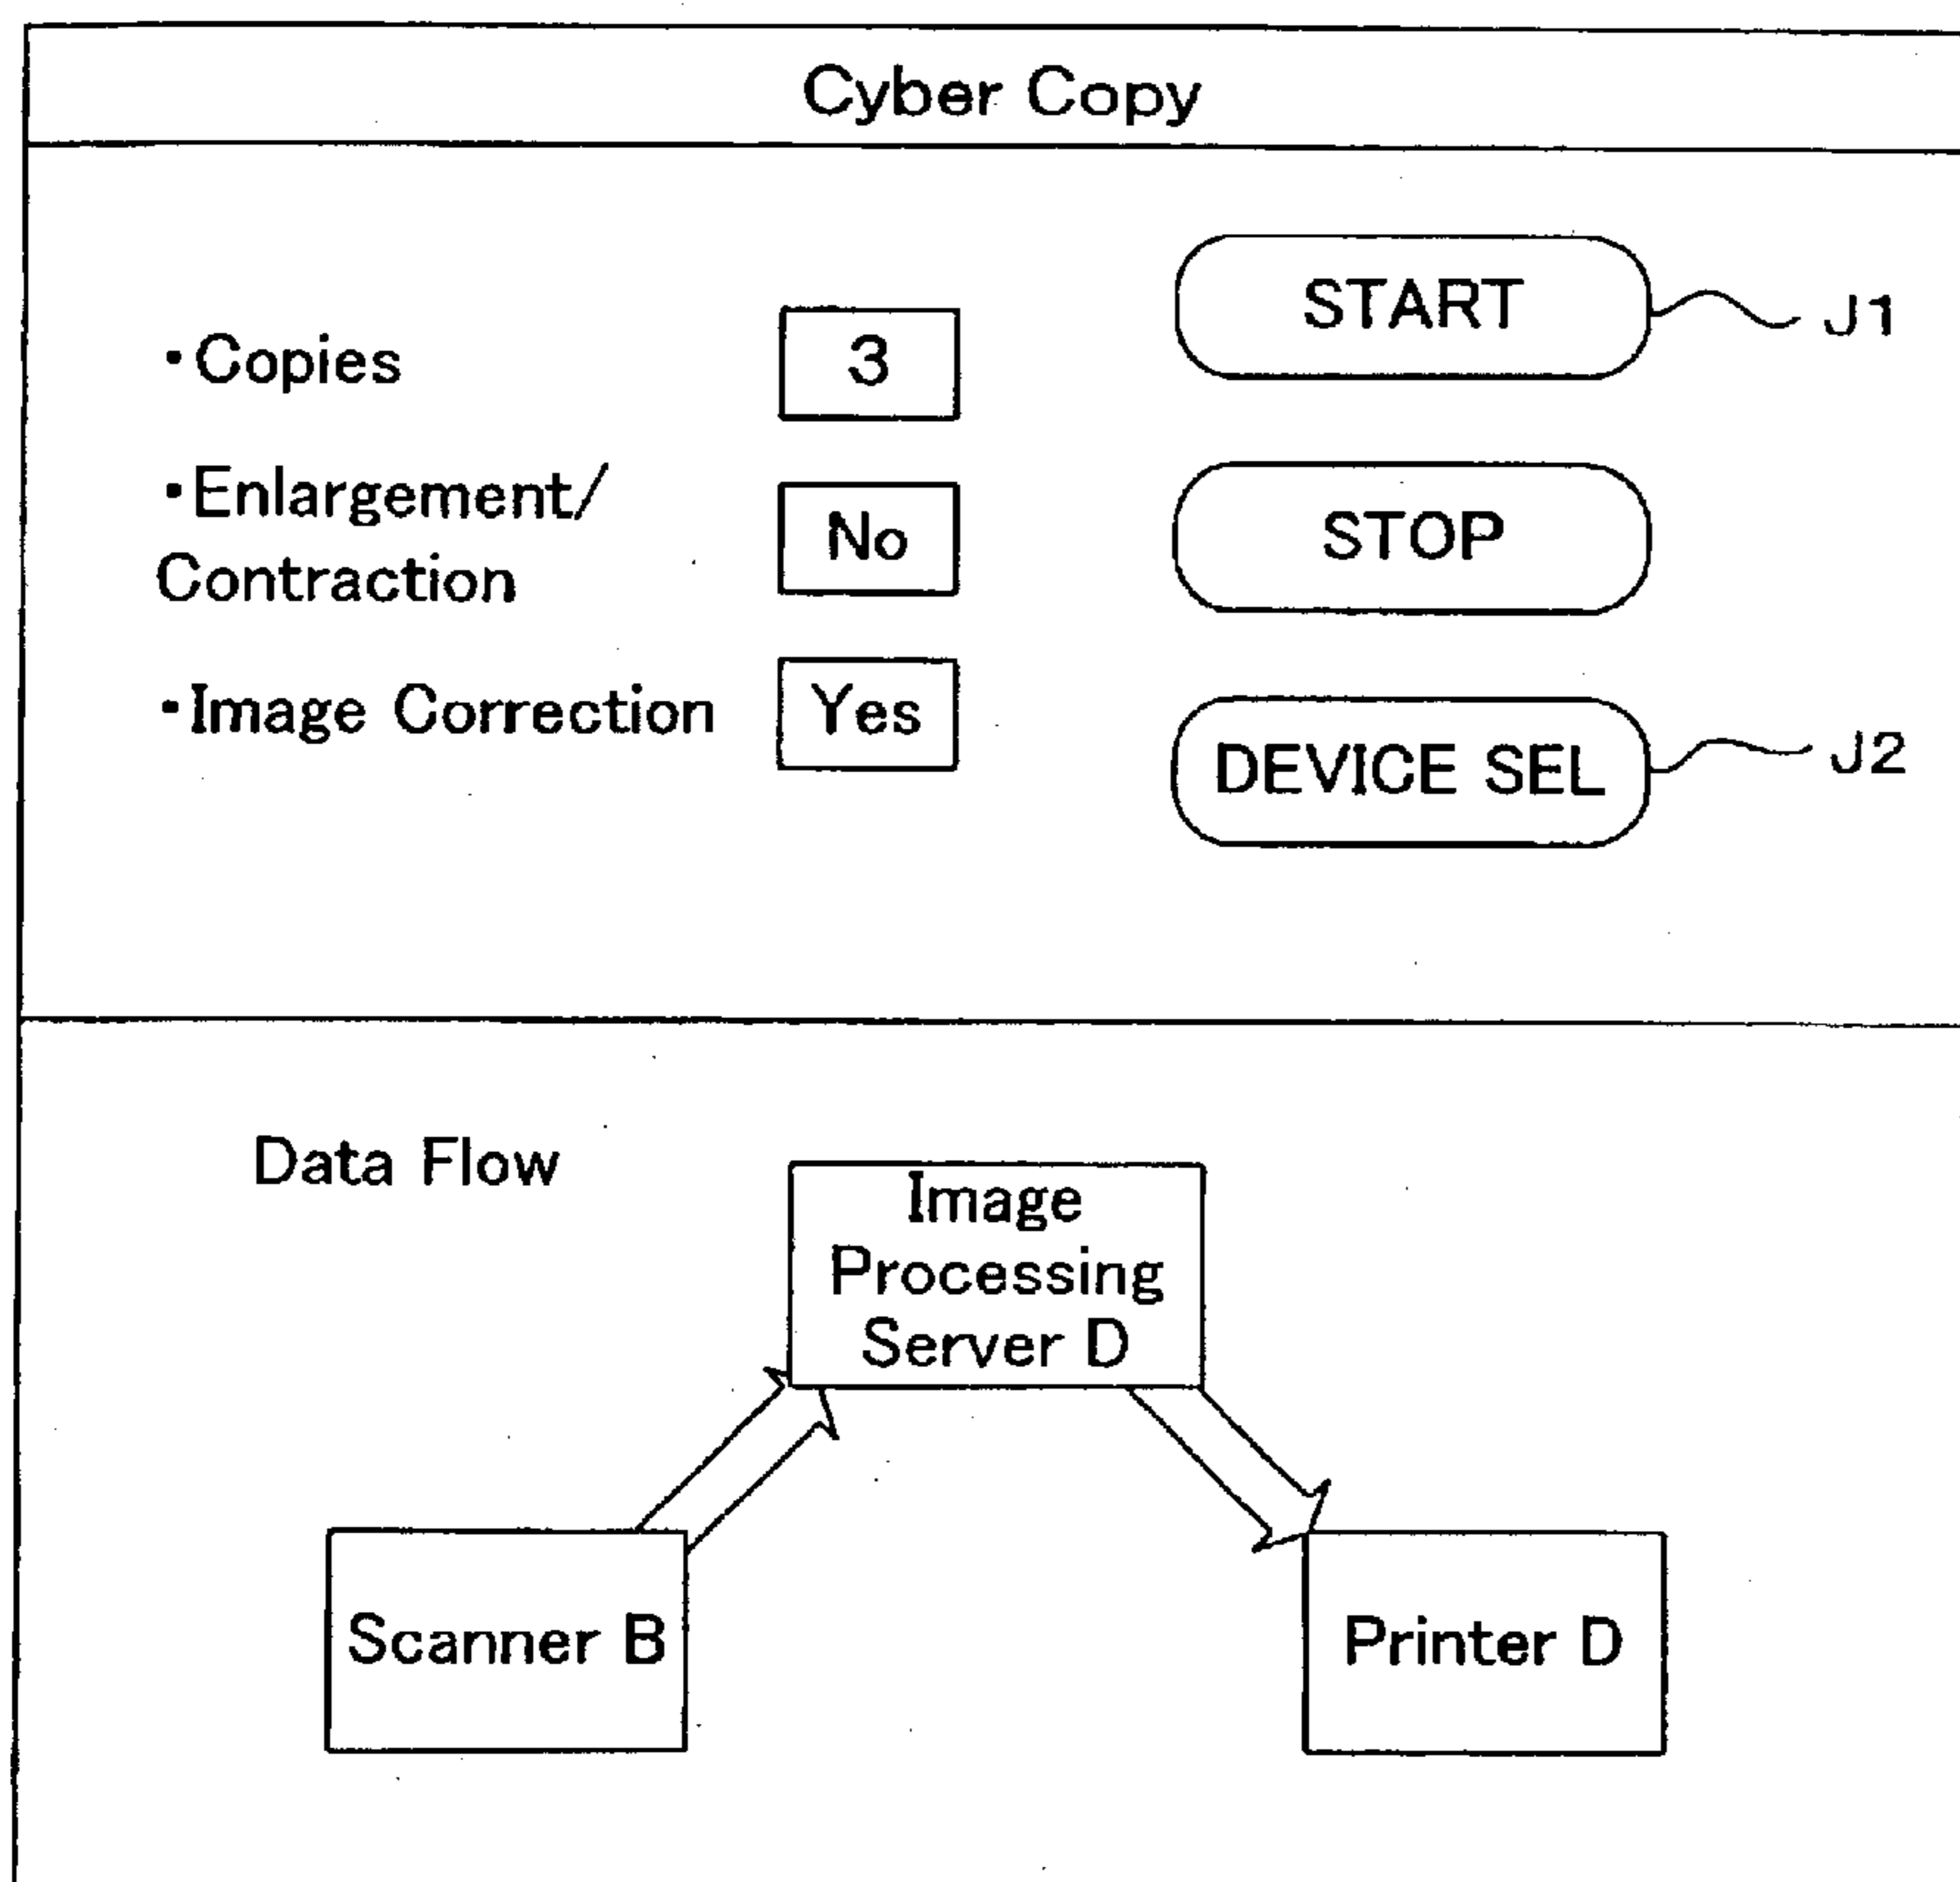 Cyber Copy
・Copies
3
・Enlargement/
Contraction
No
・Image Correction
Yes
START
J1
STOP
DEVICE SEL
J2
Data Flow
Image
Processing
Server D
Scanner B
Printer D